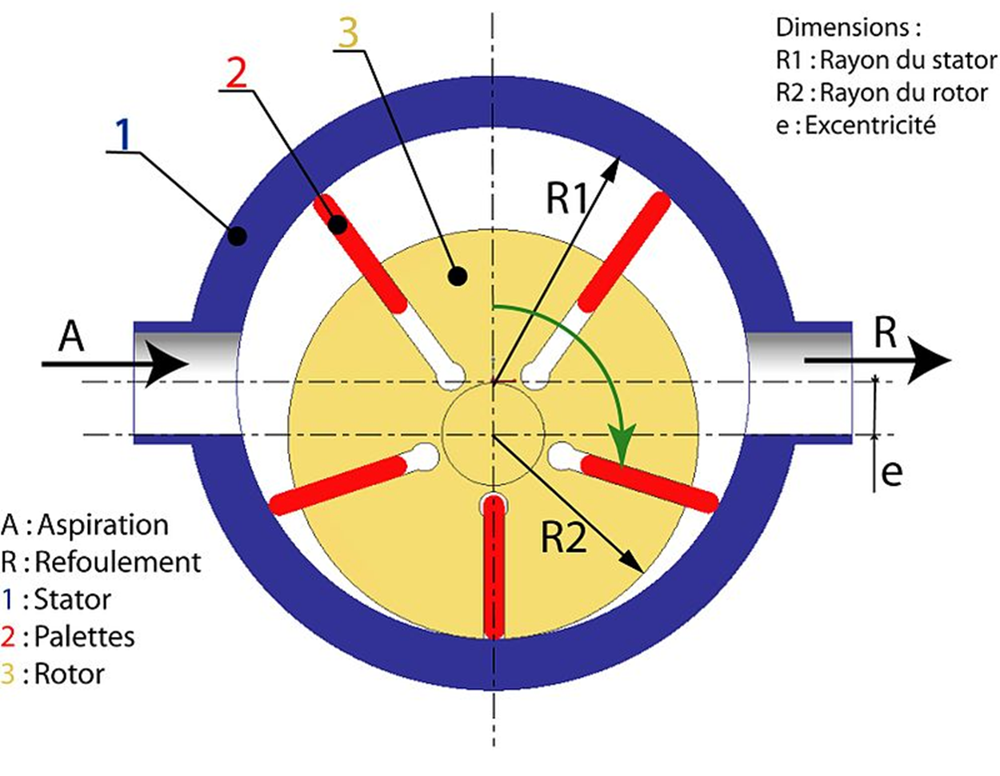 3
Dimensions :
R1 : Rayon du stator
R2 : Rayon du rotor
e : Excentricité
2
1
R1
A
R
e
R2
A : Aspiration
R : Refoulement
1 : Stator
2 : Palettes
3 : Rotor